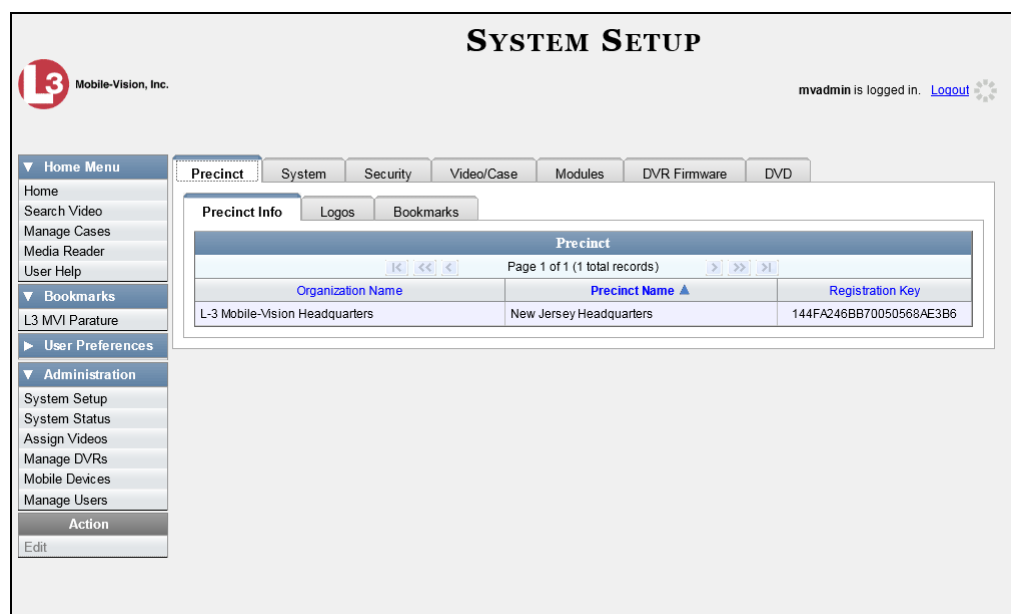 SYSTEM SETUP
L3 Mobile-Vision, Inc.
mvadmin is logged in. Logout
▼ Home Menu
Home
Search Video
Manage Cases
Media Reader
User Help
▼ Bookmarks
L3 MVI Parature
▶ User Preferences
▼ Administration
System Setup
System Status
Assign Videos
Manage DVRs
Mobile Devices
Manage Users
Action
Edit
Precinct System Security Video/Case Modules DVR Firmware DVD
Precinct Info Logos Bookmarks
Precinct
|< << < Page 1 of 1 (1 total records) > >> >|
Organization Name Precinct Name ▲ Registration Key
L-3 Mobile-Vision Headquarters New Jersey Headquarters 144FA246BB70050568AE3B6